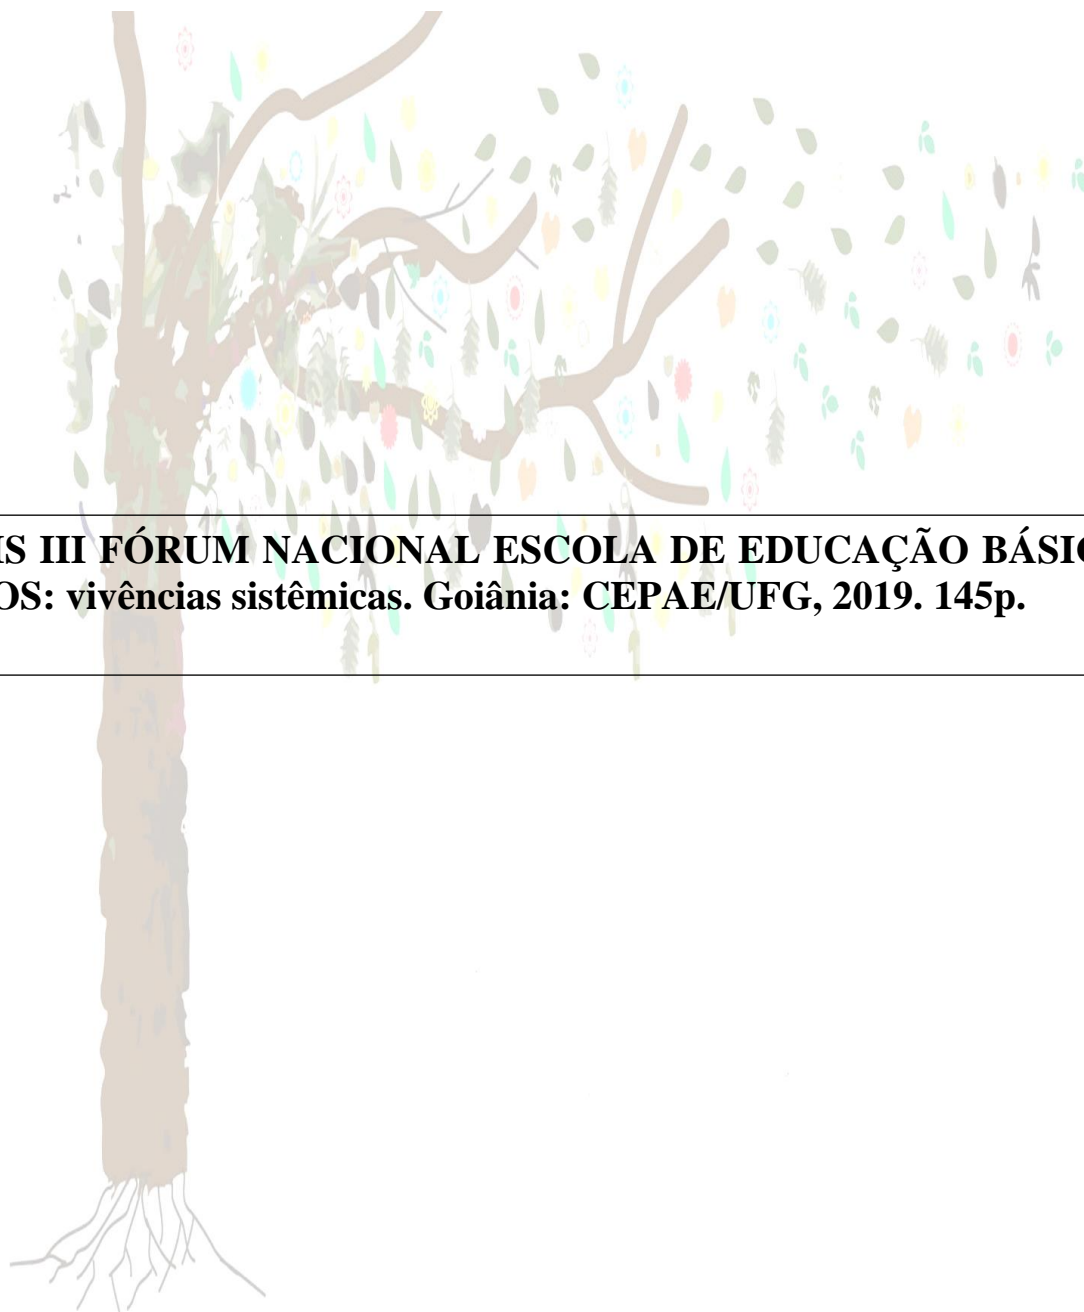 IS III FÓRUM NACIONAL ESCOLA DE EDUCAÇÃO BÁSIC
OS: vivências sistêmicas. Goiânia: CEPAE/UFG, 2019. 145p.